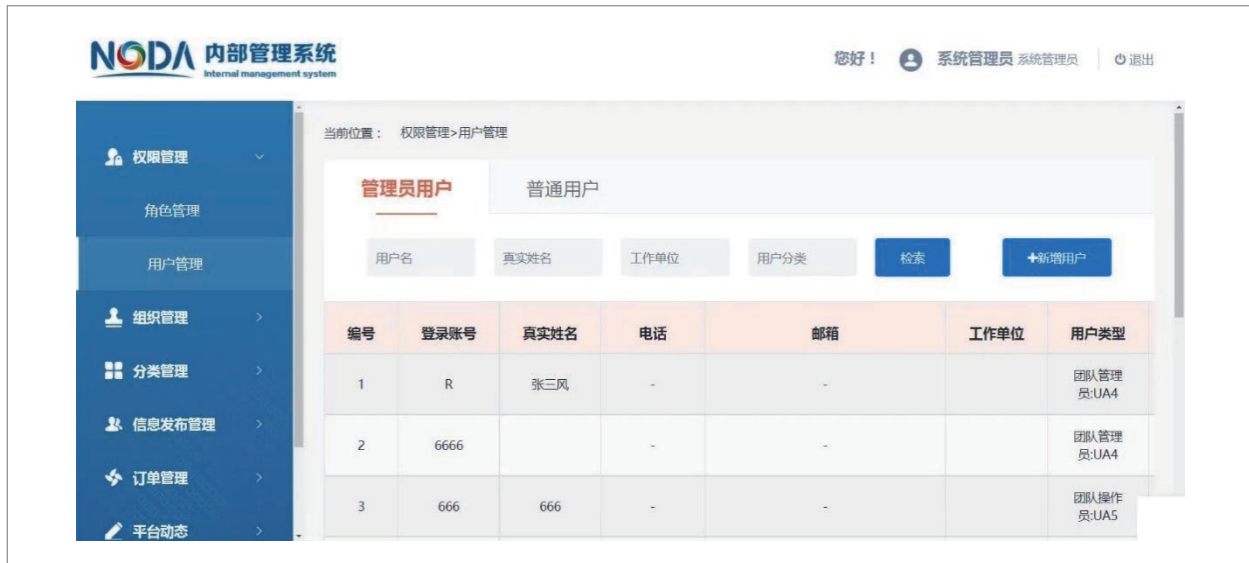 NODA 内部管理系统
Internal management system
您好！ 系统管理员 系统管理员 退出
当前位置： 权限管理>用户管理
权限管理
角色管理
用户管理
组织管理
分类管理
信息发布管理
订单管理
平台动态
管理员用户 普通用户
用户名 真实姓名 工作单位 用户分类 检索 +新增用户
编号 登录账号 真实姓名 电话 邮箱 工作单位 用户类型
1 R 张三风 - - 团队管理
员:UA4
2 6666 - - 团队管理
员:UA4
3 666 666 - - 团队操作
员:UA5